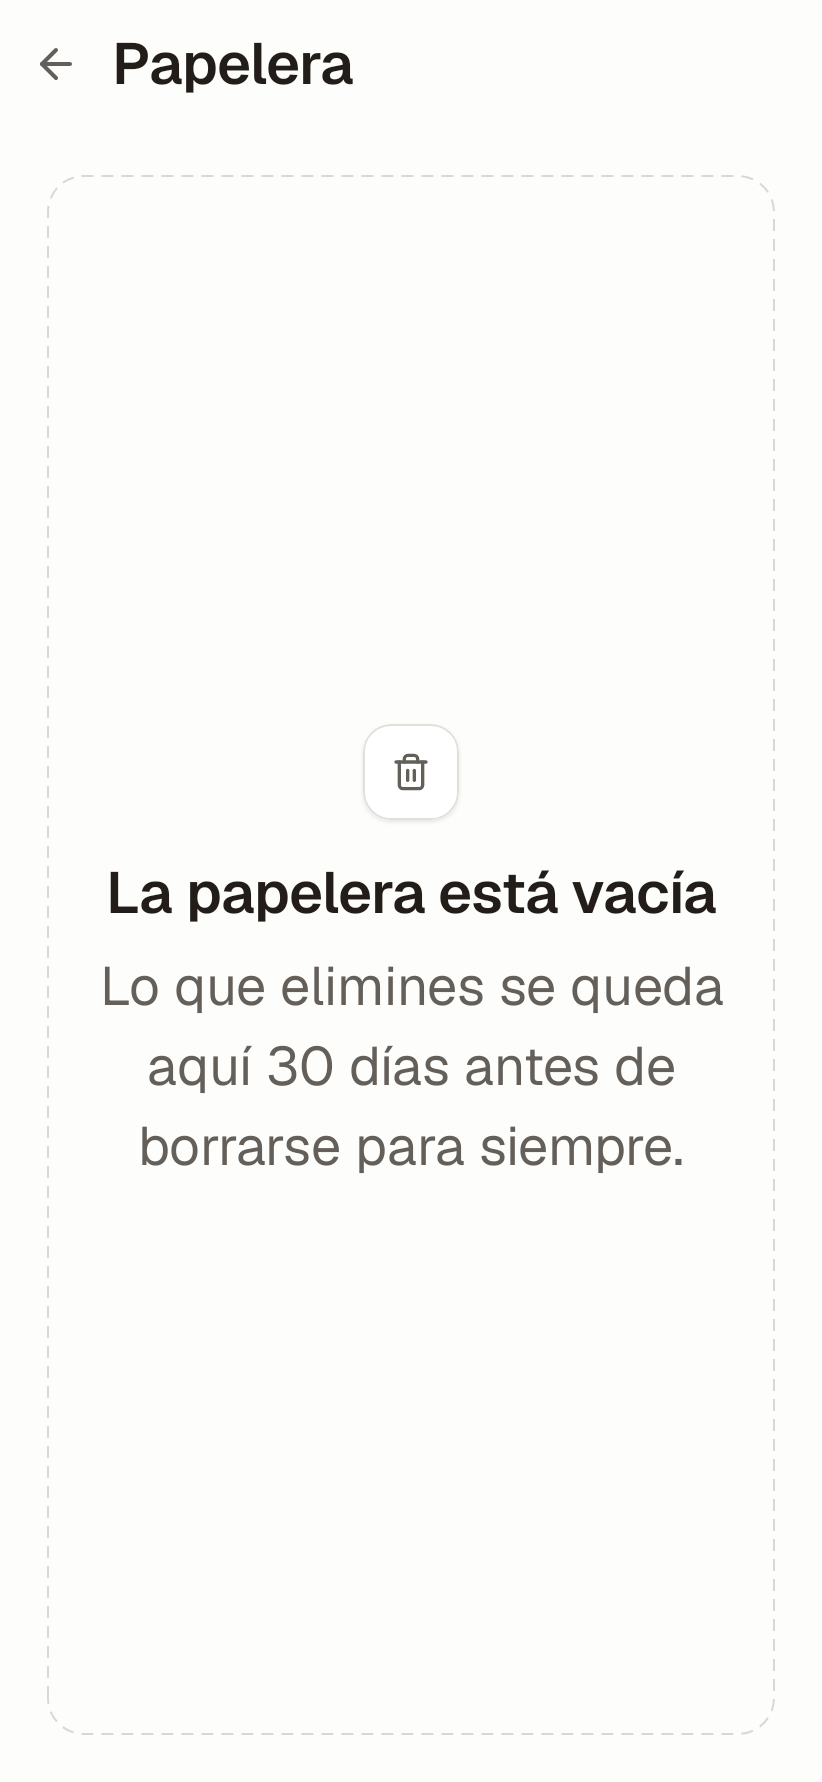 Papelera
La papelera está vacía
Lo que elimines se queda
aquí 30 días antes de
borrarse para siempre.